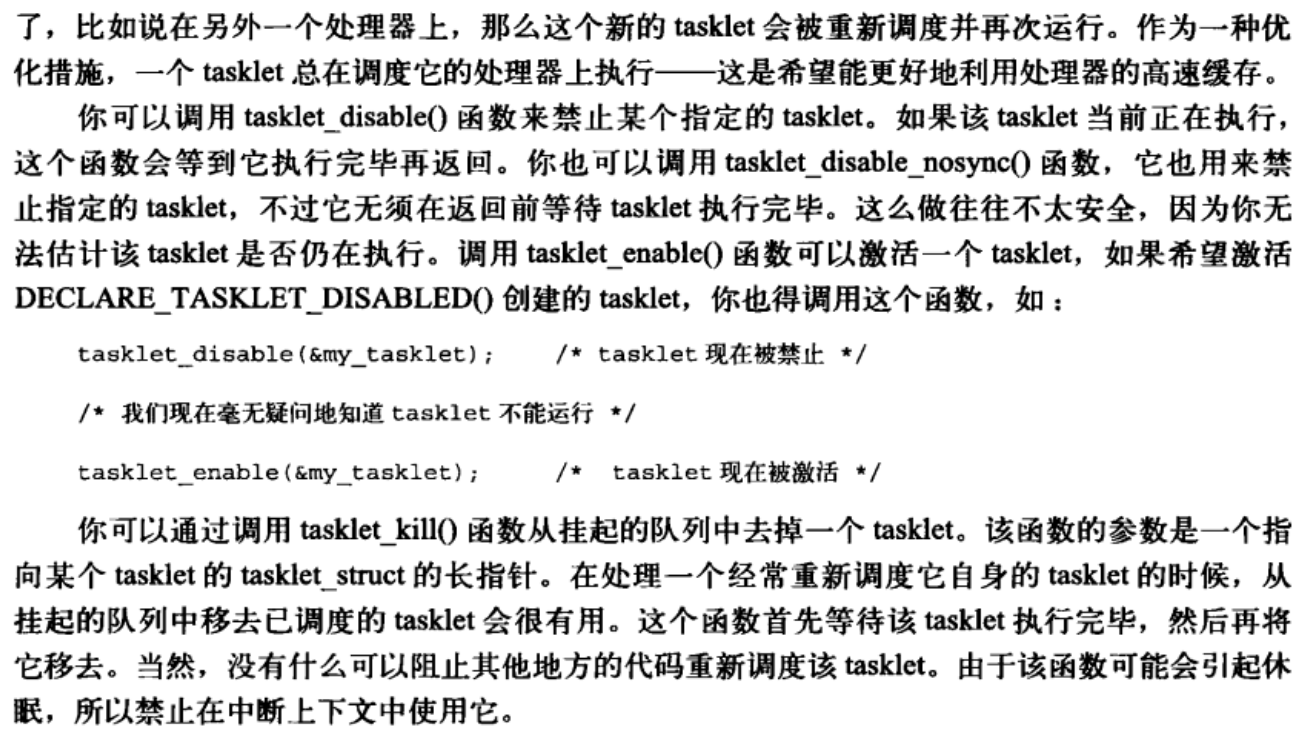 了，比如说在另外一个处理器上，那么这个新的 tasklet 会被重新调度并再次运行。作为一种优
化措施，一个 tasklet 总在调度它的处理器上执行——这是希望能更好地利用处理器的高速缓存。
你可以调用 tasklet_disable() 函数来禁止某个指定的 tasklet。如果该 tasklet 当前正在执行，
这个函数会等到它执行完毕再返回。你也可以调用 tasklet_disable_nosync() 函数，它也用来禁
止指定的 tasklet，不过它无须在返回前等待 tasklet 执行完毕。这么做往往不太安全，因为你无
法估计该 tasklet 是否仍在执行。调用 tasklet_enable() 函数可以激活一个 tasklet，如果希望激活
DECLARE_TASKLET_DISABLED() 创建的 tasklet，你也得调用这个函数，如：
tasklet_disable(&my_tasklet); /* tasklet 现在被禁止 */
/* 我们现在毫无疑问地知道 tasklet 不能运行 */
tasklet_enable(&my_tasklet); /* tasklet 现在被激活 */
你可以通过调用 tasklet_kill() 函数从挂起的队列中去掉一个 tasklet。该函数的参数是一个指
向某个 tasklet 的 tasklet_struct 的长指针。在处理一个经常重新调度它自身的 tasklet 的时候，从
挂起的队列中移去已调度的 tasklet 会很有用。这个函数首先等待该 tasklet 执行完毕，然后再将
它移去。当然，没有什么可以阻止其他地方的代码重新调度该 tasklet。由于该函数可能会引起休
眠，所以禁止在中断上下文中使用它。